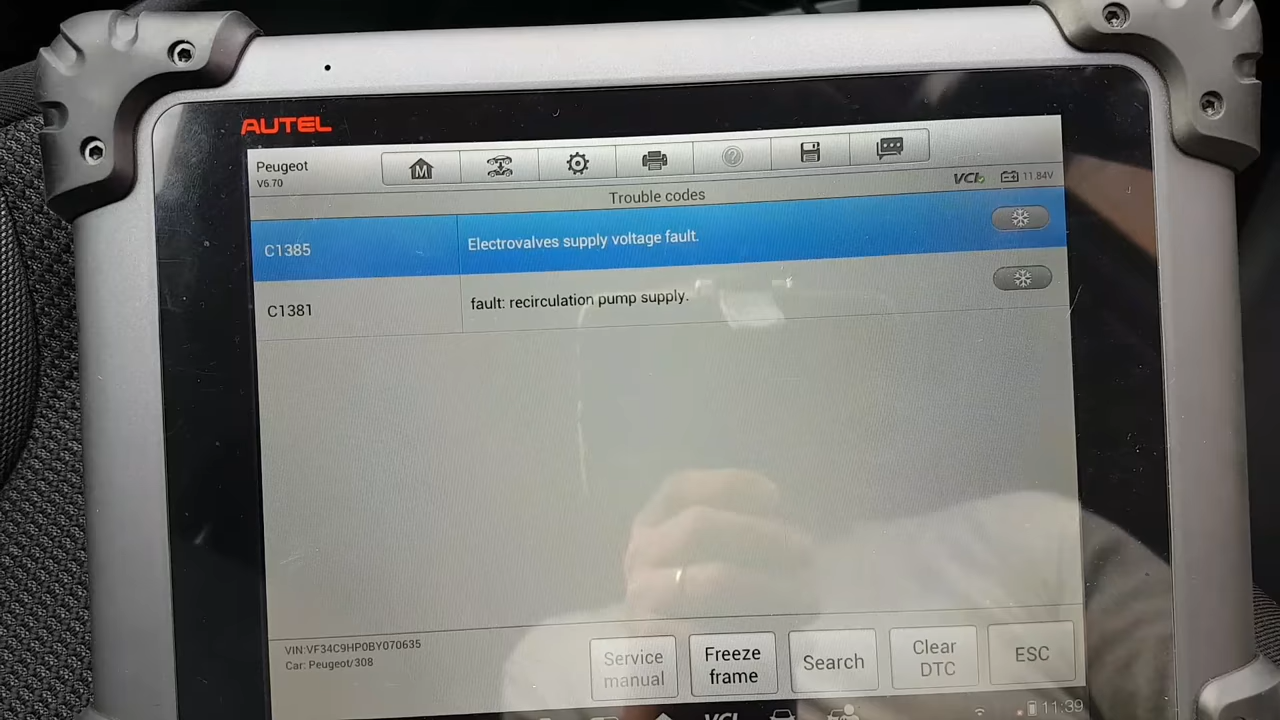 AUTEL
Peugeot
V6.70
M
VCI
11.84V
Trouble codes
C1385
Electrovalves supply voltage fault.
C1381
fault: recirculation pump supply.
VIN:VF34C9HP0BY070635
Car: Peugeot/308
Service
manual
Freeze
frame
Search
Clear
DTC
ESC
VCI
11:39